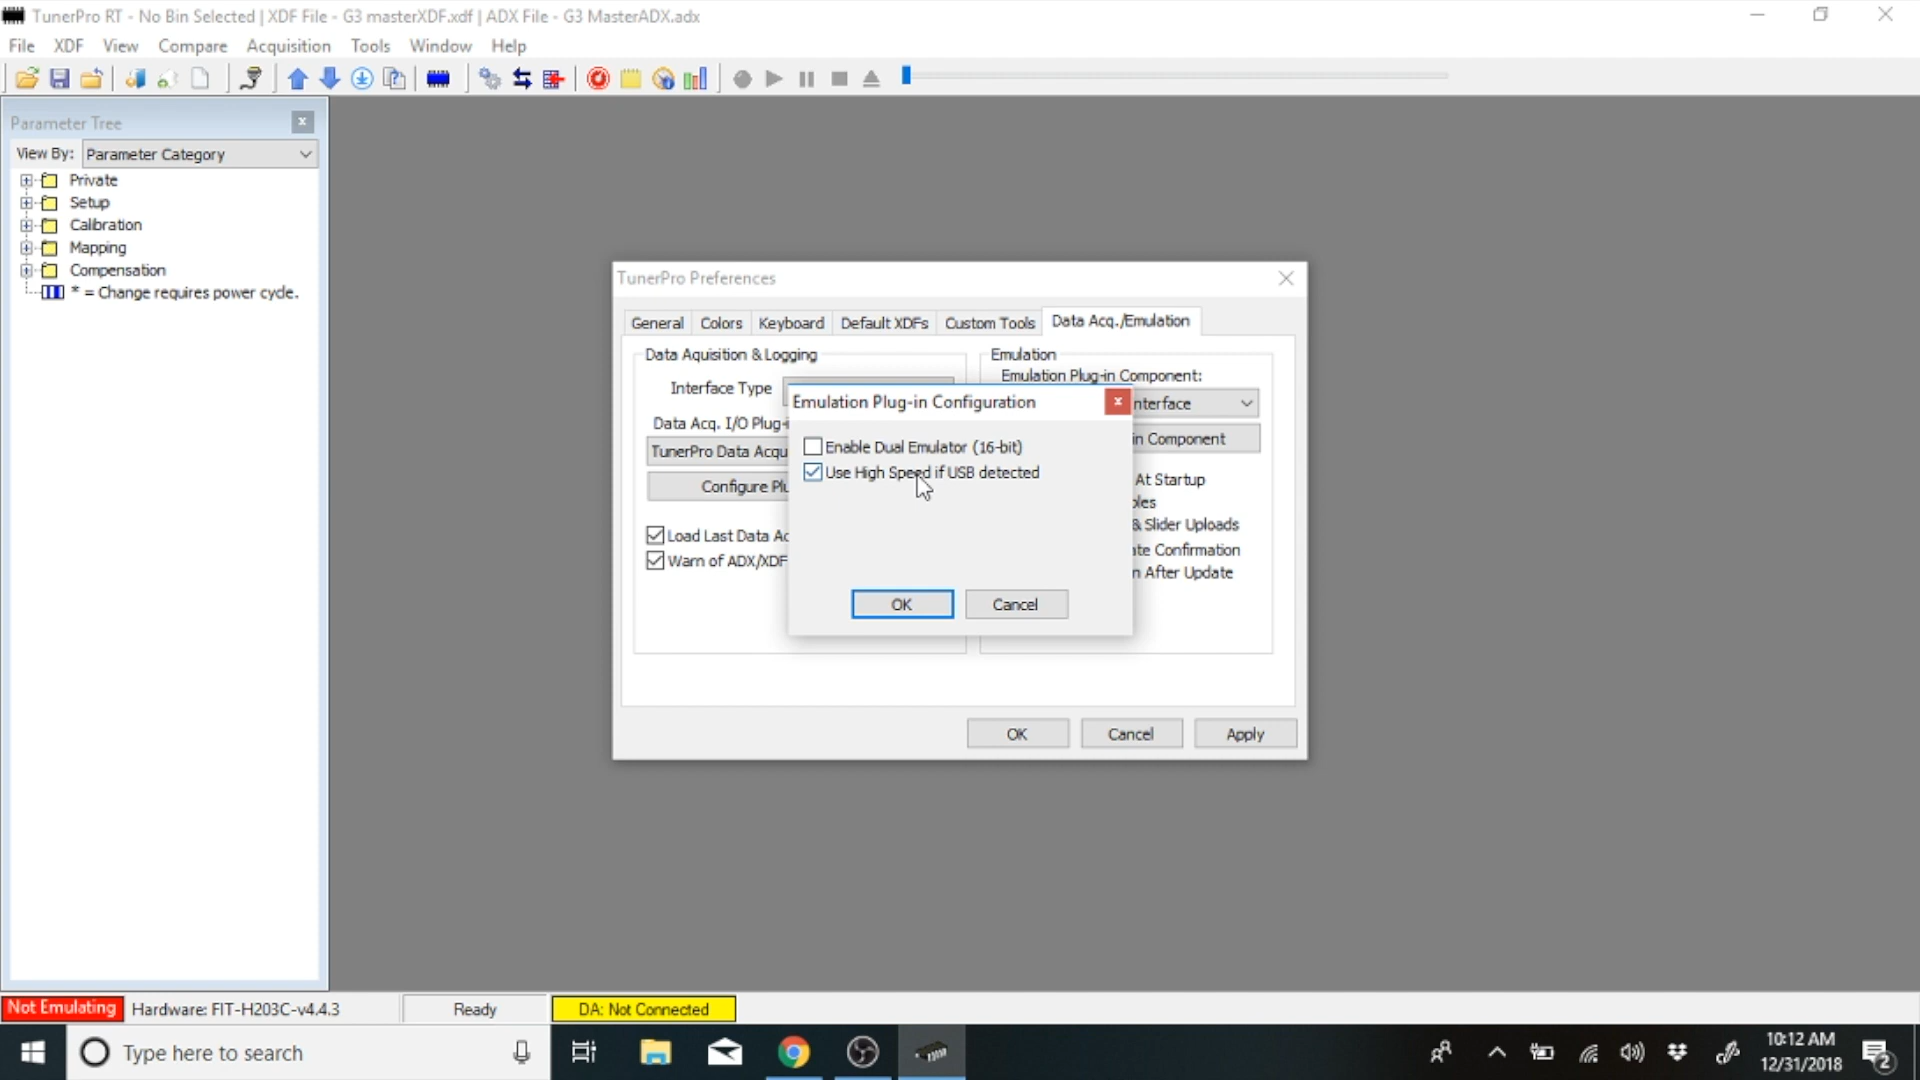 TunerPro RT - No Bin Selected | XDF File - G3 masterXDF.xdf | ADX File - G3 MasterADX.adx
File XDF View Compare Acquisition Tools Window Help
Parameter Tree
View By: Parameter Category
Private
Setup
Calibration
Mapping
Compensation
* = Change requires power cycle.
TunerPro Preferences
General Colors Keyboard Default XDFs Custom Tools Data Acq./Emulation
Data Aquisition & Logging
Interface Type
Data Acq. I/O Plug-i
TunerPro Data Acqu
Configure Plu
Load Last Data Ac
Warn of ADX/XDF
Emulation
Emulation Plug-in Component:
nterface
in Component
At Startup
bles
& Slider Uploads
ate Confirmation
n After Update
Emulation Plug-in Configuration
Enable Dual Emulator (16-bit)
Use High Speed if USB detected
OK Cancel
OK Cancel Apply
Not Emulating Hardware: FIT-H203C-v4.4.3 Ready DA: Not Connected
Type here to search
10:12 AM
12/31/2018
2